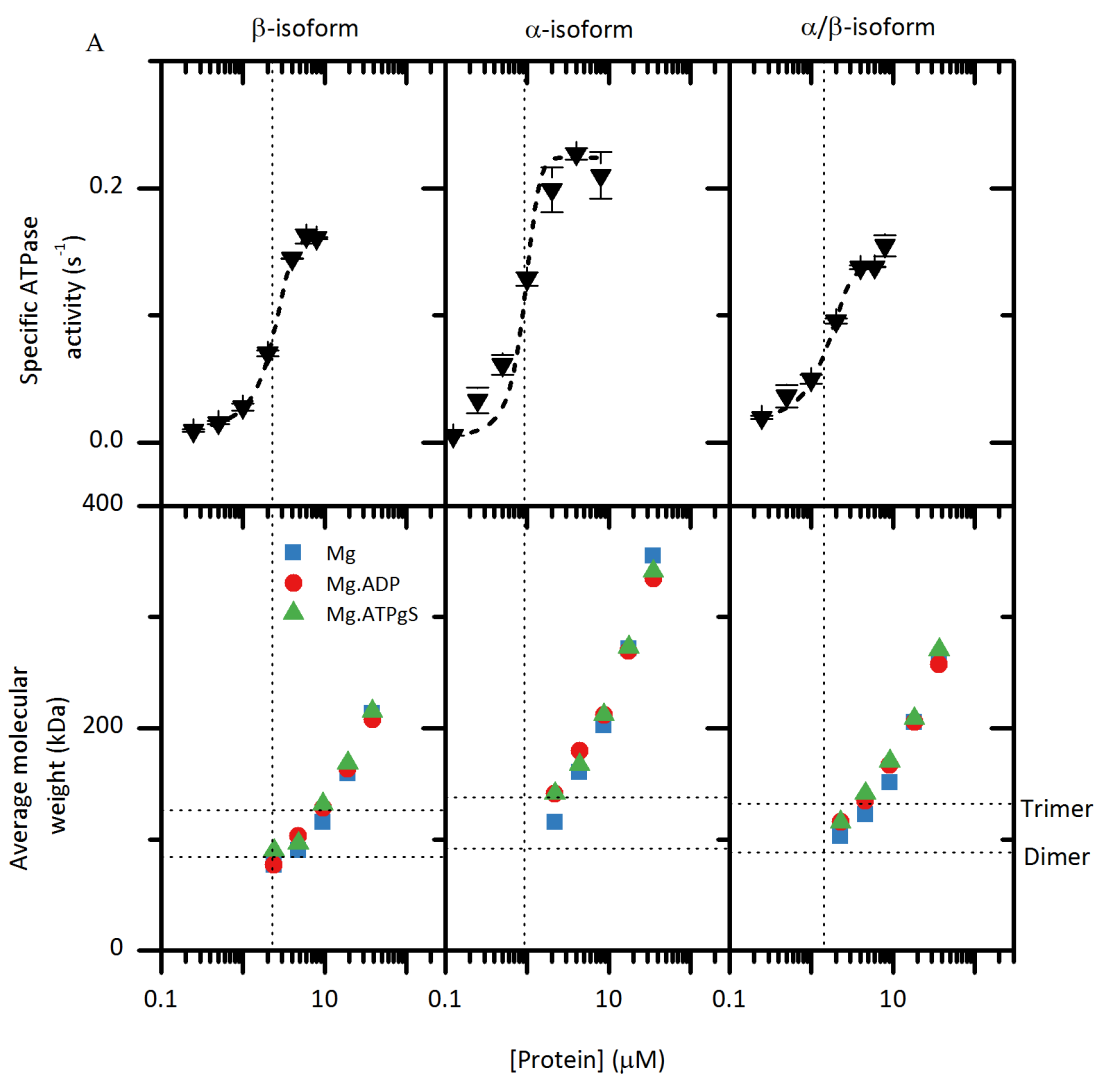 A
β-isoform
α-isoform
α/β-isoform
Specific ATPase
activity (s⁻¹)
0.2
0.0
400
Mg
Mg.ADP
Mg.ATPgS
Average molecular
weight (kDa)
200
0
Trimer
Dimer
0.1
10
0.1
10
0.1
10
[Protein] (μM)